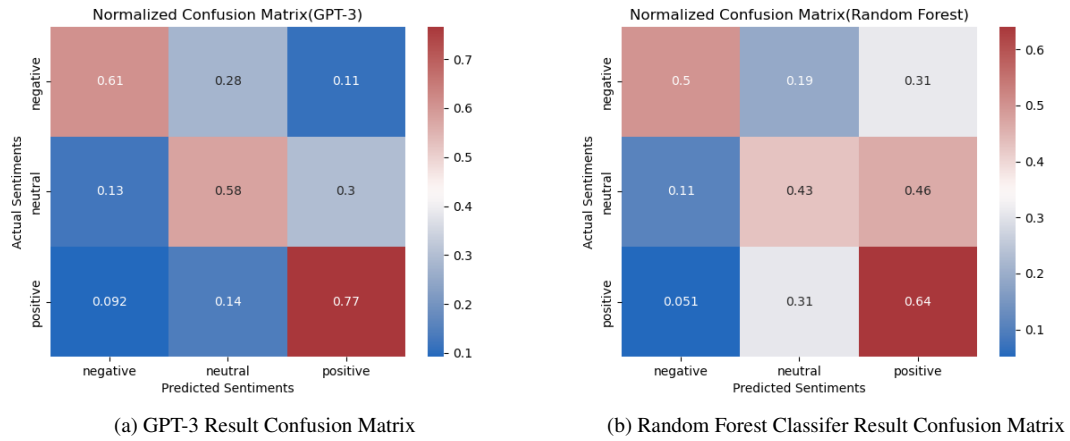 Normalized Confusion Matrix(GPT-3)
negative
neutral
positive
Actual Sentiments
0.61 0.28 0.11
0.13 0.58 0.3
0.092 0.14 0.77
negative neutral positive
Predicted Sentiments
0.7
0.6
0.5
0.4
0.3
0.2
0.1
(a) GPT-3 Result Confusion Matrix
Normalized Confusion Matrix(Random Forest)
negative
neutral
positive
Actual Sentiments
0.5 0.19 0.31
0.11 0.43 0.46
0.051 0.31 0.64
negative neutral positive
Predicted Sentiments
0.6
0.5
0.4
0.3
0.2
0.1
(b) Random Forest Classifer Result Confusion Matrix